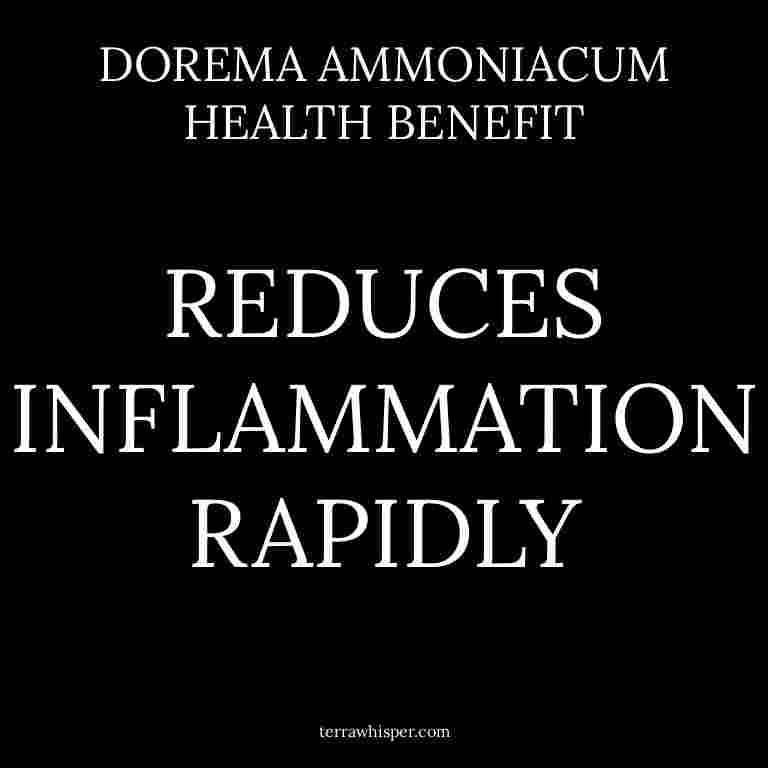 DOREMA AMMONIACUM
HEALTH BENEFIT
REDUCES
INFLAMMATION
RAPIDLY
terrawhisper.com